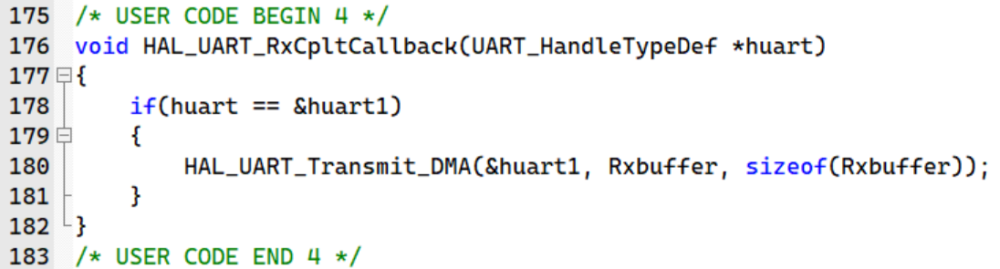 175 /* USER CODE BEGIN 4 */
176 void HAL_UART_RxCpltCallback(UART_HandleTypeDef *huart)
177 {
178     if(huart == &huart1)
179     {
180         HAL_UART_Transmit_DMA(&huart1, Rxbuffer, sizeof(Rxbuffer));
181     }
182 }
183 /* USER CODE END 4 */